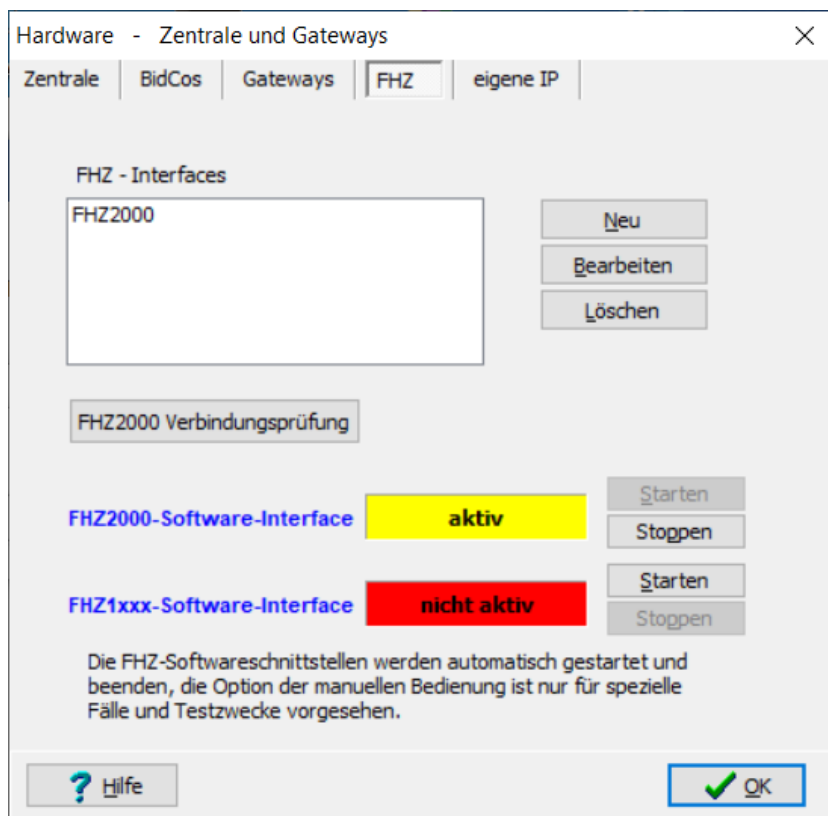 Hardware - Zentrale und Gateways
Zentrale BidCos Gateways FHZ eigene IP
FHZ - Interfaces
FHZ2000
Neu
Bearbeiten
Löschen
FHZ2000 Verbindungsprüfung
FHZ2000-Software-Interface aktiv
Starten
Stoppen
FHZ1xxx-Software-Interface nicht aktiv
Starten
Stoppen
Die FHZ-Softwareschnittstellen werden automatisch gestartet und
beenden, die Option der manuellen Bedienung ist nur für spezielle
Fälle und Testzwecke vorgesehen.
? Hilfe
OK